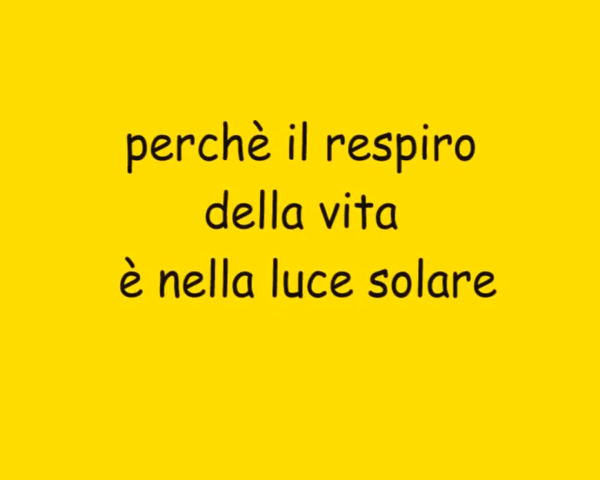 perchè il respiro
della vita
è nella luce solare